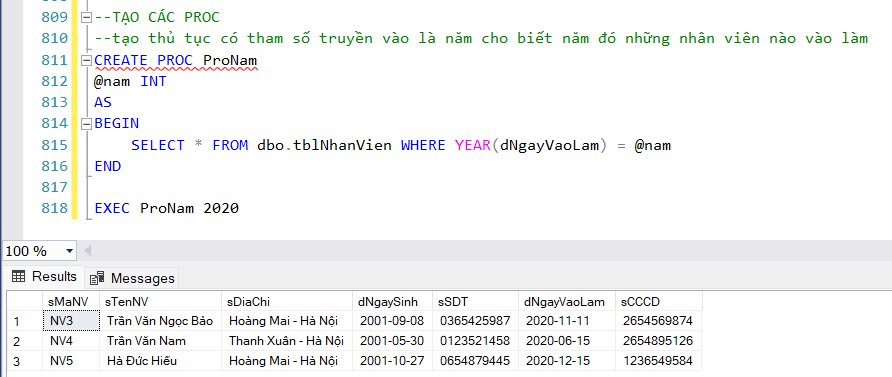 809 --TẠO CÁC PROC
810 --tạo thủ tục có tham số truyền vào là năm cho biết năm đó những nhân viên nào vào làm
811 CREATE PROC ProNam
812 @nam INT
813 AS
814 BEGIN
815 SELECT * FROM dbo.tblNhanVien WHERE YEAR(dNgayVaoLam) = @nam
816 END
817
818 EXEC ProNam 2020
100 %
Results Messages
sMaNV sTenNV sDiaChi dNgaySinh sSDT dNgayVaoLam sCCCD
1 NV3 Trần Văn Ngọc Bảo Hoàng Mai - Hà Nội 2001-09-08 0365425987 2020-11-11 2654569874
2 NV4 Trần Văn Nam Thanh Xuân - Hà Nội 2001-05-30 0123521458 2020-06-15 2654895126
3 NV5 Hà Đức Hiếu Hoàng Mai - Hà Nội 2001-10-27 0654879445 2020-12-15 1236549584